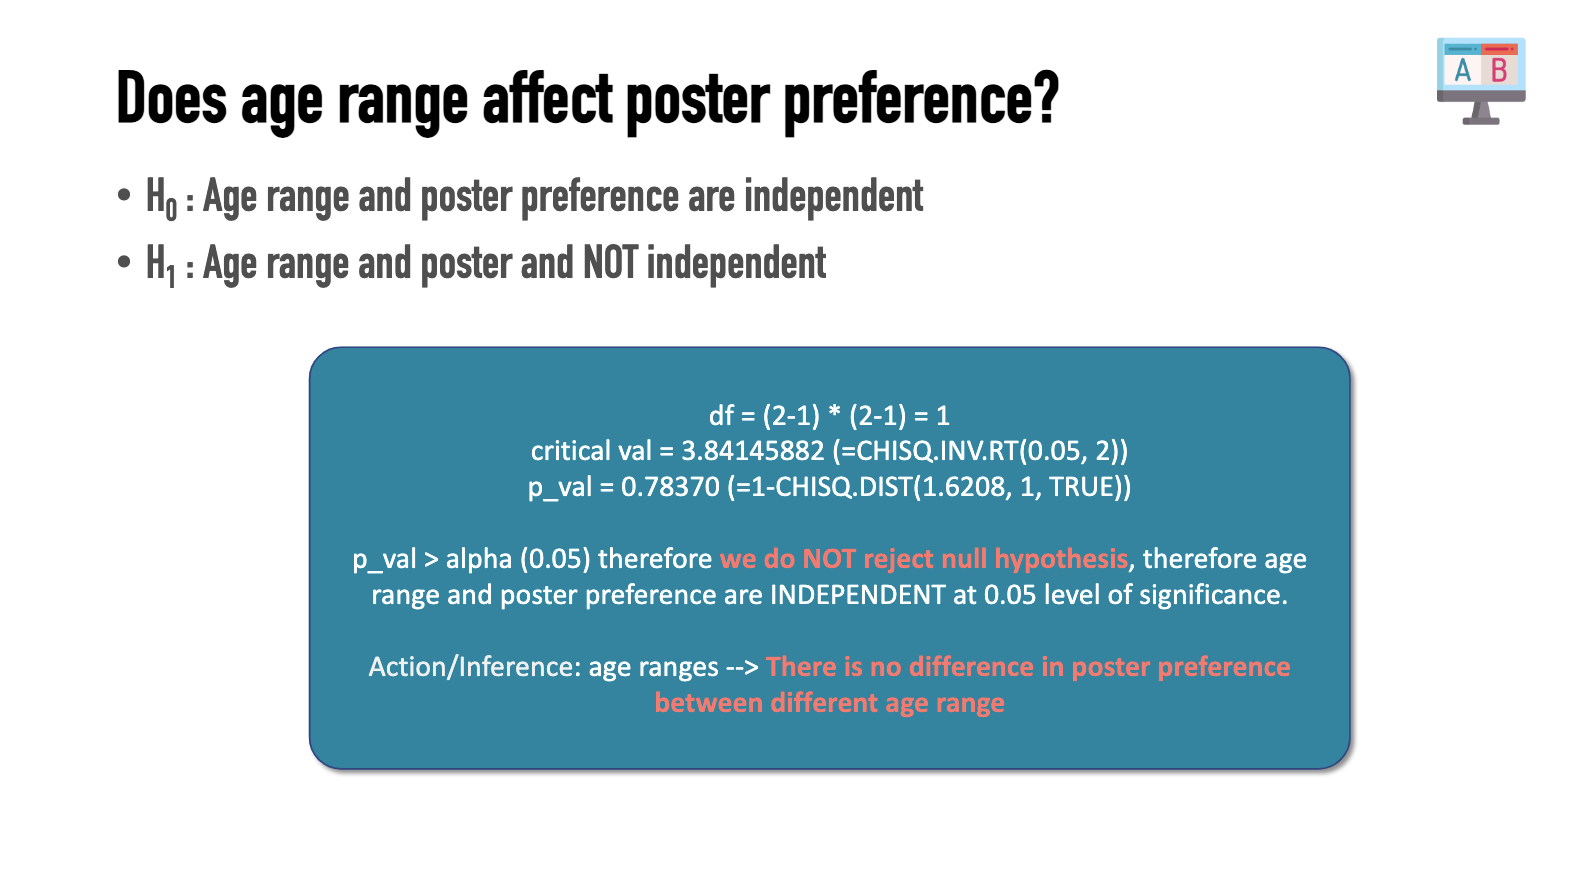 Does age range affect poster preference?
A B
• H0 : Age range and poster preference are independent
• H1 : Age range and poster and NOT independent
df = (2-1) * (2-1) = 1
critical val = 3.84145882 (=CHISQ.INV.RT(0.05, 2))
p_val = 0.78370 (=1-CHISQ.DIST(1.6208, 1, TRUE))
p_val > alpha (0.05) therefore we do NOT reject null hypothesis, therefore age
range and poster preference are INDEPENDENT at 0.05 level of significance.
Action/Inference: age ranges --> There is no difference in poster preference
between different age range